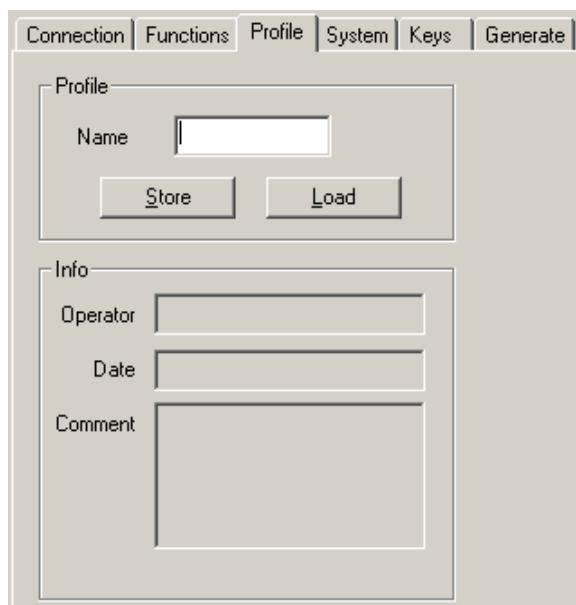 Connection Functions Profile System Keys Generate
Profile
Name
Store Load
Info
Operator
Date
Comment